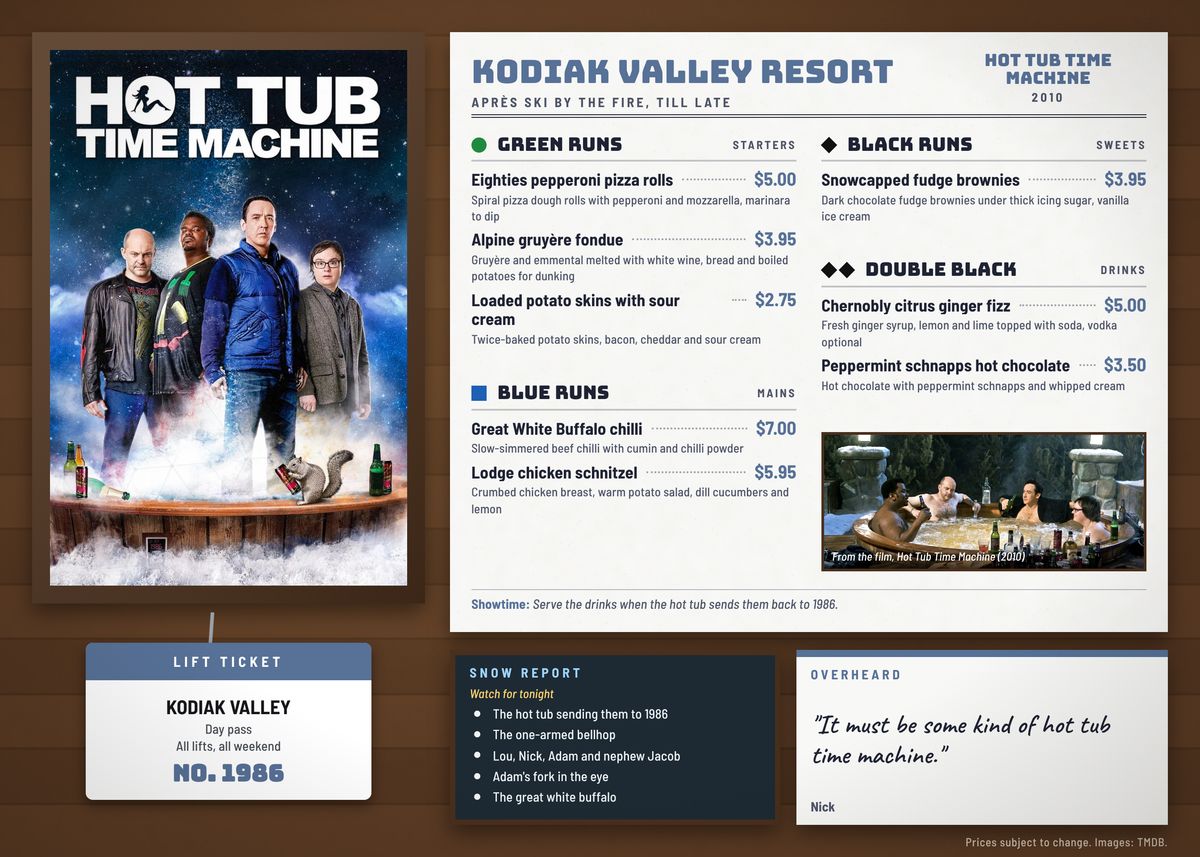 HOT TUB
TIME MACHINE
KODIAK VALLEY RESORT
APRÈS SKI BY THE FIRE, TILL LATE
HOT TUB TIME
MACHINE
2010
GREEN RUNS STARTERS
Eighties pepperoni pizza rolls $5.00
Spiral pizza dough rolls with pepperoni and mozzarella, marinara
to dip
Alpine gruyère fondue $3.95
Gruyère and emmental melted with white wine, bread and boiled
potatoes for dunking
Loaded potato skins with sour
cream $2.75
Twice-baked potato skins, bacon, cheddar and sour cream
BLUE RUNS MAINS
Great White Buffalo chilli $7.00
Slow-simmered beef chilli with cumin and chilli powder
Lodge chicken schnitzel $5.95
Crumbed chicken breast, warm potato salad, dill cucumbers and
lemon
BLACK RUNS SWEETS
Snowcapped fudge brownies $3.95
Dark chocolate fudge brownies under thick icing sugar, vanilla
ice cream
DOUBLE BLACK DRINKS
Chernobly citrus ginger fizz $5.00
Fresh ginger syrup, lemon and lime topped with soda, vodka
optional
Peppermint schnapps hot chocolate $3.50
Hot chocolate with peppermint schnapps and whipped cream
From the film, Hot Tub Time Machine (2010)
Showtime: Serve the drinks when the hot tub sends them back to 1986.
LIFT TICKET
KODIAK VALLEY
Day pass
All lifts, all weekend
NO. 1986
SNOW REPORT
Watch for tonight
The hot tub sending them to 1986
The one-armed bellhop
Lou, Nick, Adam and nephew Jacob
Adam's fork in the eye
The great white buffalo
OVERHEARD
"It must be some kind of hot tub
time machine."
Nick
Prices subject to change. Images: TMDB.